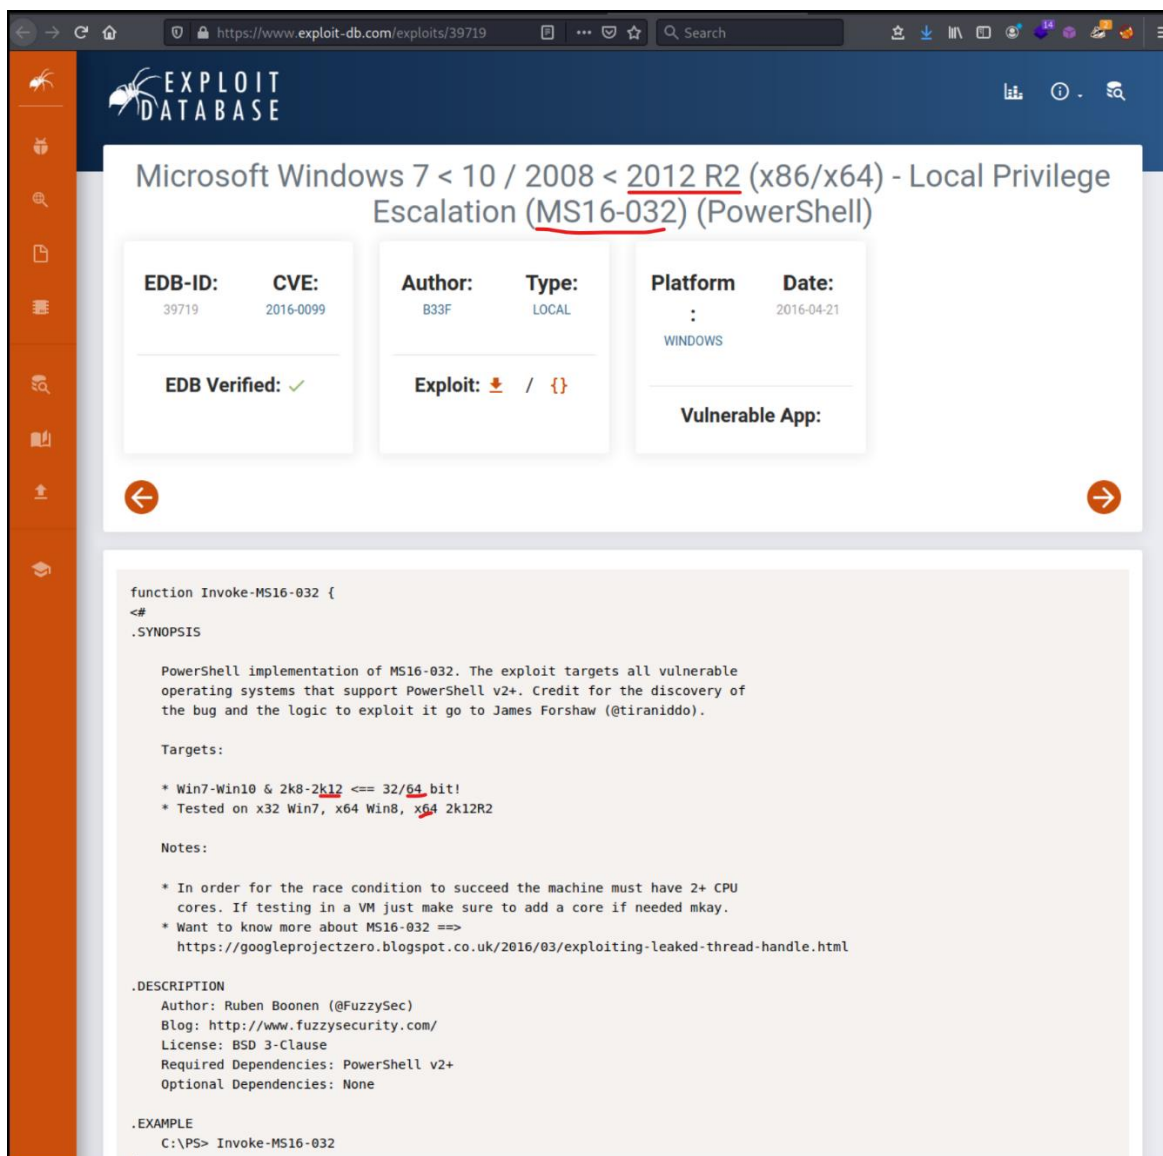 https://www.exploit-db.com/exploits/39719
Search
14
2
EXPLOIT
DATABASE
Microsoft Windows 7 < 10 / 2008 < 2012 R2 (x86/x64) - Local Privilege
Escalation (MS16-032) (PowerShell)
EDB-ID:
39719
CVE:
2016-0099
EDB Verified:
Author:
B33F
Type:
LOCAL
Exploit: / {}
Platform
:
WINDOWS
Date:
2016-04-21
Vulnerable App:
function Invoke-MS16-032 {
<#
.SYNOPSIS
PowerShell implementation of MS16-032. The exploit targets all vulnerable
operating systems that support PowerShell v2+. Credit for the discovery of
the bug and the logic to exploit it go to James Forshaw (@tiraniddo).
Targets:
* Win7-Win10 & 2k8-2k12 <== 32/64 bit!
* Tested on x32 Win7, x64 Win8, x64 2k12R2
Notes:
* In order for the race condition to succeed the machine must have 2+ CPU
cores. If testing in a VM just make sure to add a core if needed mkay.
* Want to know more about MS16-032 ==>
https://googleprojectzero.blogspot.co.uk/2016/03/exploiting-leaked-thread-handle.html
.DESCRIPTION
Author: Ruben Boonen (@FuzzySec)
Blog: http://www.fuzzysecurity.com/
License: BSD 3-Clause
Required Dependencies: PowerShell v2+
Optional Dependencies: None
.EXAMPLE
C:\PS> Invoke-MS16-032